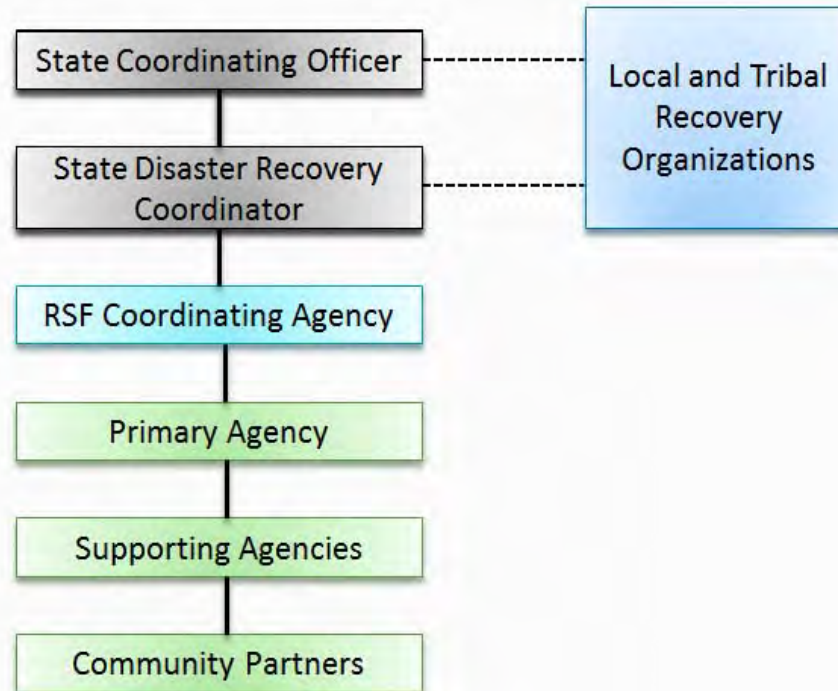 State Coordinating Officer
Local and Tribal
Recovery
Organizations
State Disaster Recovery
Coordinator
RSF Coordinating Agency
Primary Agency
Supporting Agencies
Community Partners